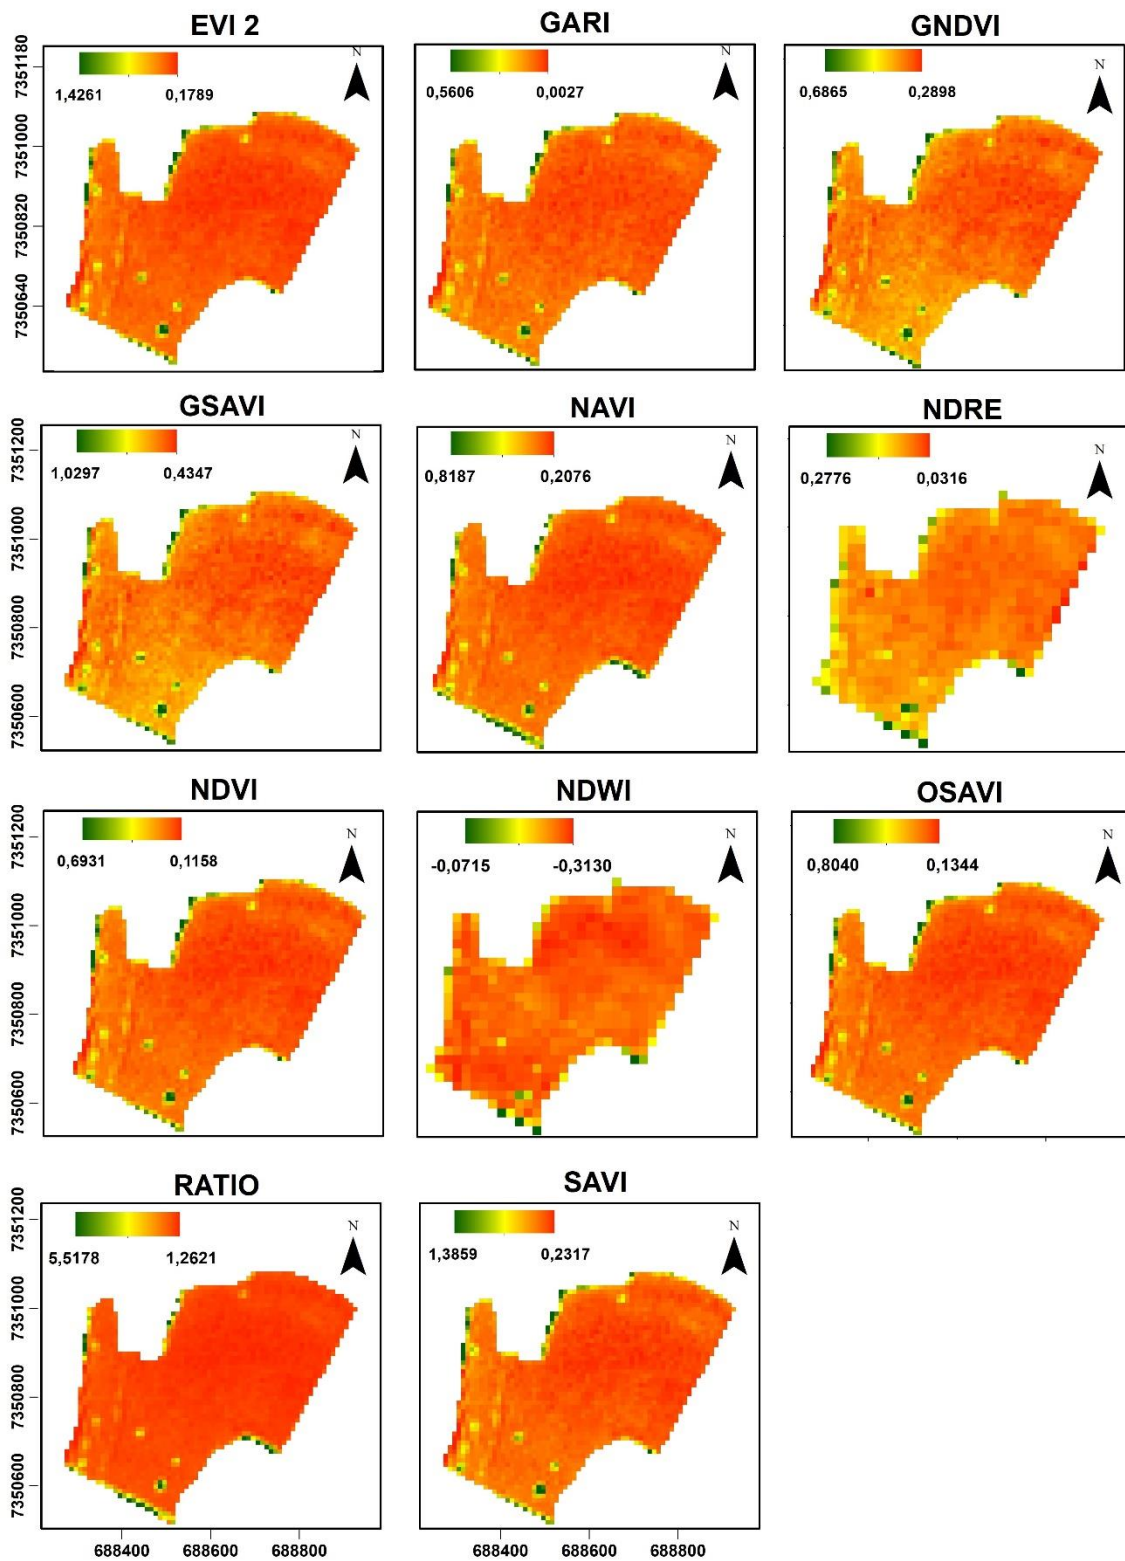 EVI 2
GARI
GNDVI
N
N
N
1,4261
0,1789
0,5606
0,0027
0,6865
0,2898
7351180
7351000
7350820
7350640
GSAVI
NAVI
NDRE
N
N
N
1,0297
0,4347
0,8187
0,2076
0,2776
0,0316
7351200
7351000
7350800
7350600
NDVI
NDWI
OSAVI
N
N
N
0,6931
0,1158
-0,0715
-0,3130
0,8040
0,1344
7351200
7351000
7350800
7350600
RATIO
SAVI
N
N
5,5178
1,2621
1,3859
0,2317
7351200
7351000
7350800
7350600
688400
688600
688800
688400
688600
688800